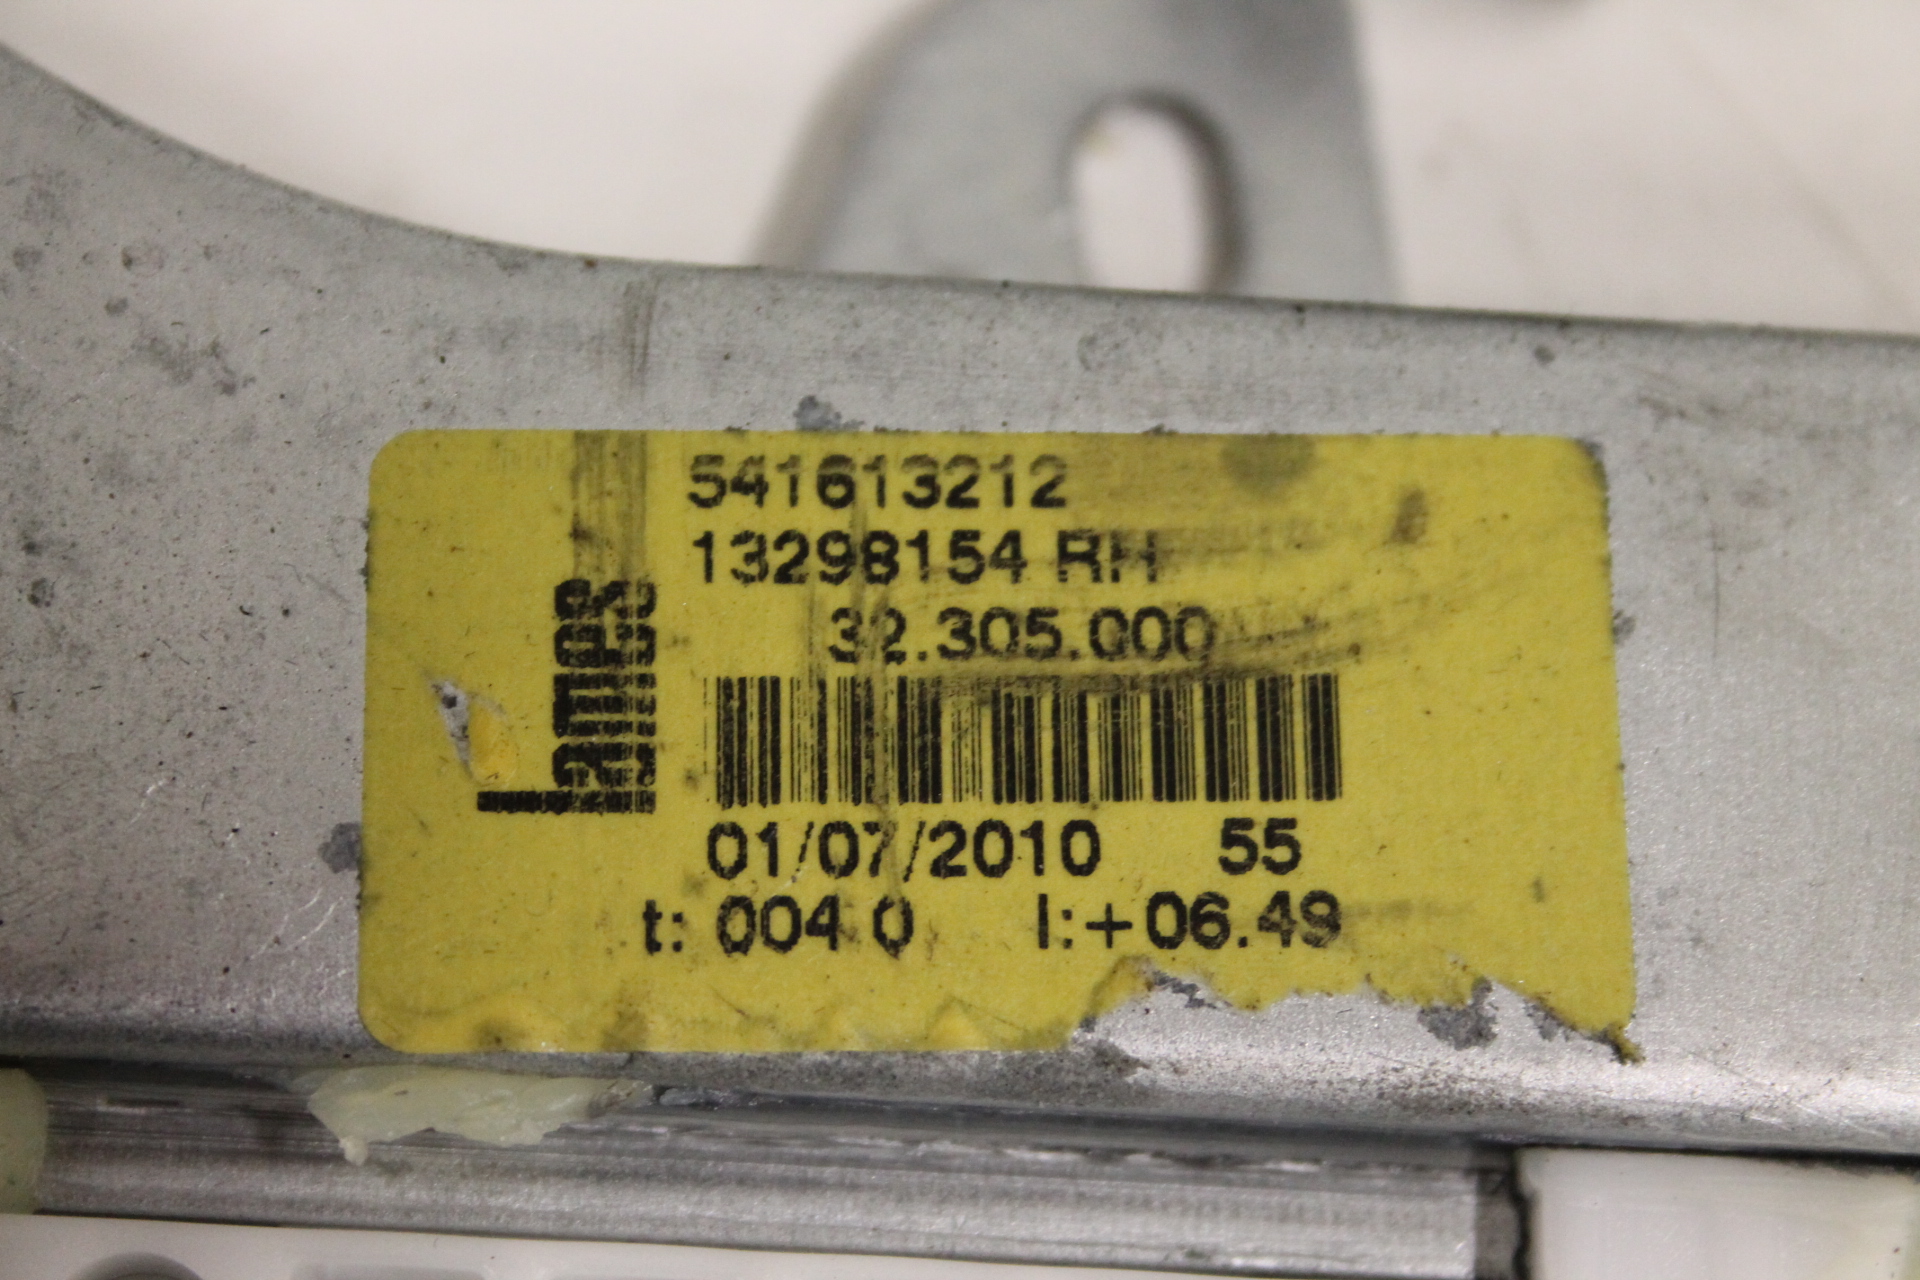 541613212
13298154 RH
32.305.000
Lames
01/07/2010 55
t: 004.0 l:+06.49